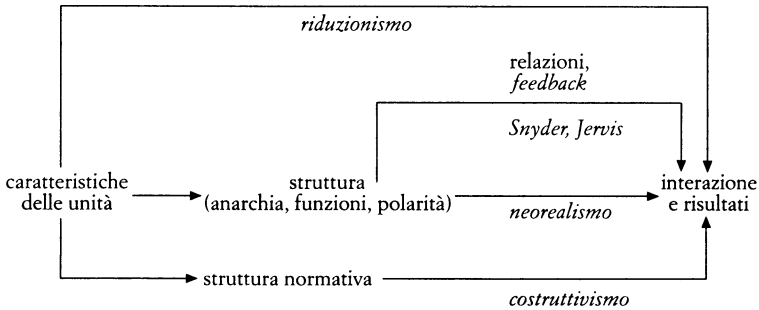 riduzionismo
relazioni,
feedback
Snyder, Jervis
caratteristiche
delle unità
struttura
(anarchia, funzioni, polarità)
interazione
e risultati
neorealismo
struttura normativa
costruttivismo